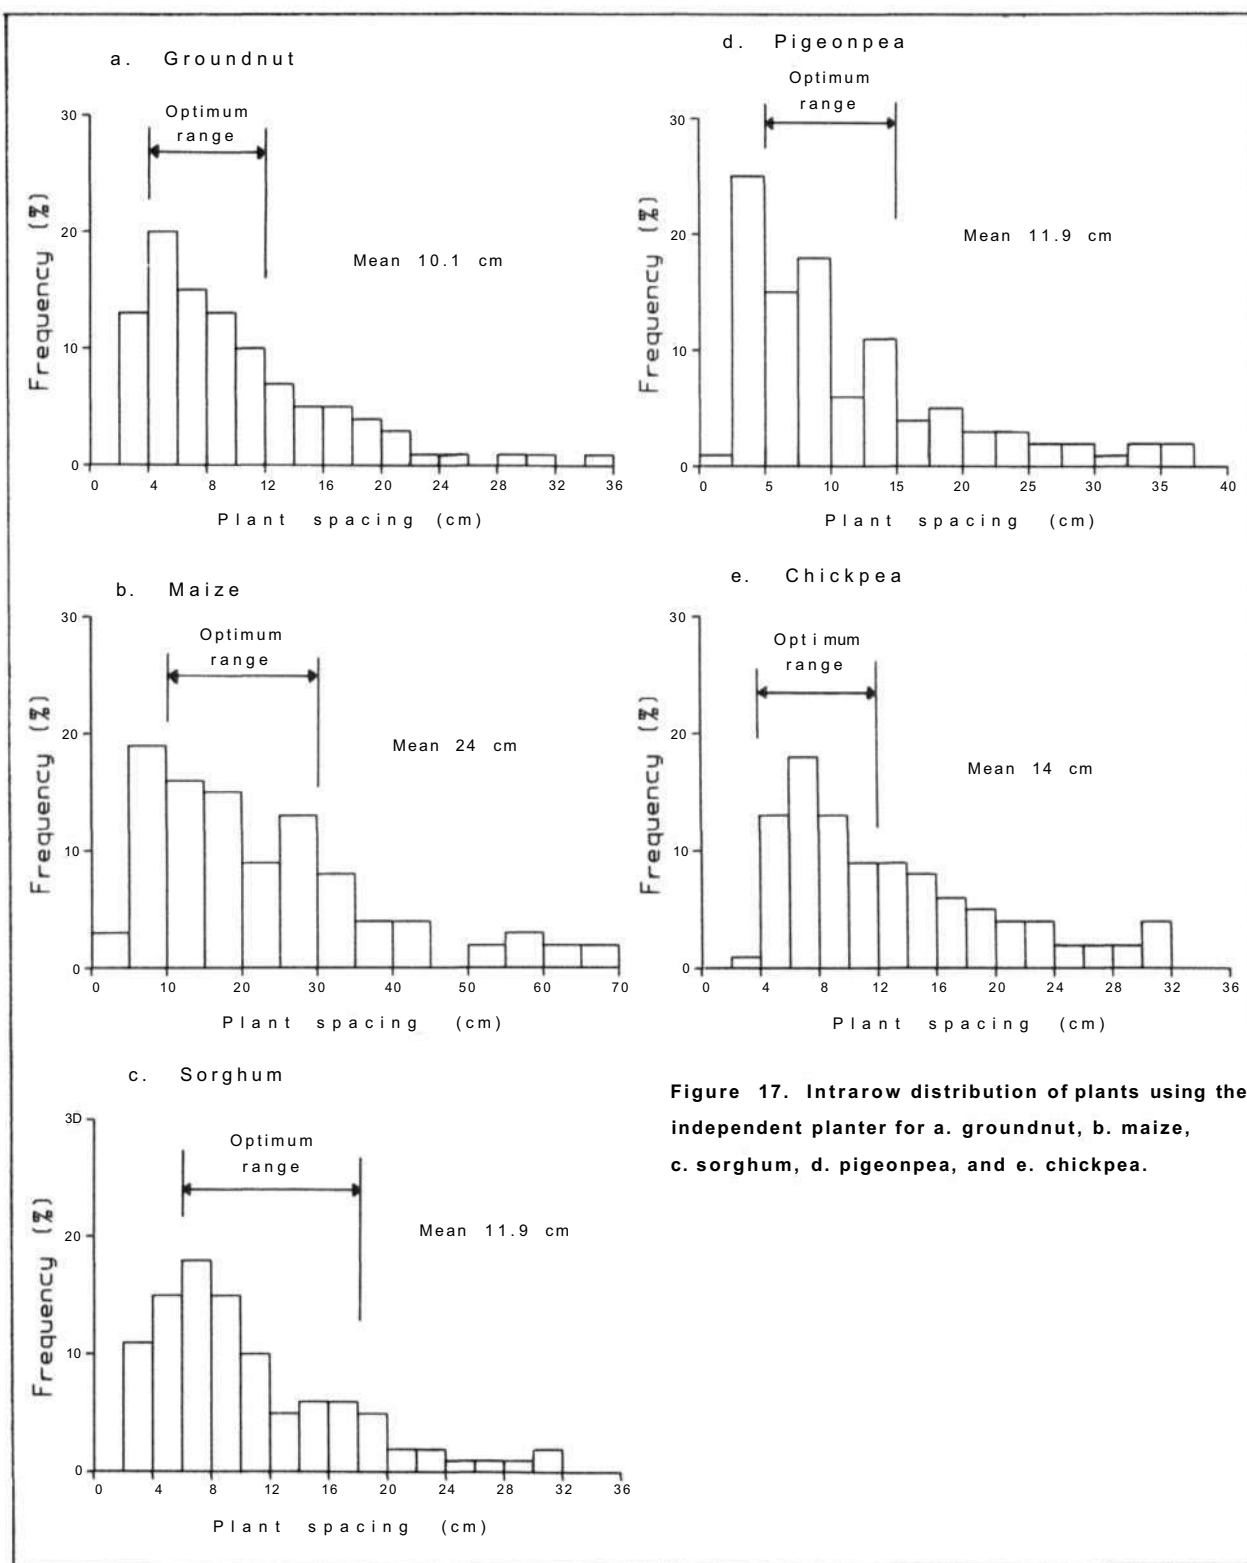 a. Groundnut
Optimum
range
30
20
10
0
Frequency (%)
Mean 10.1 cm
0 4 8 12 16 20 24 28 32 36
Plant spacing (cm)
b. Maize
Optimum
range
30
20
10
0
Frequency (%)
Mean 24 cm
0 10 20 30 40 50 60 70
Plant spacing (cm)
c. Sorghum
Optimum
range
3D
20
10
0
Frequency (%)
Mean 11.9 cm
0 4 8 12 16 20 24 28 32 36
Plant spacing (cm)
d. Pigeonpea
Optimum
range
30
20
10
0
Frequency (%)
Mean 11.9 cm
0 5 10 15 20 25 30 35 40
Plant spacing (cm)
e. Chickpea
Optimum
range
30
20
10
0
Frequency (%)
Mean 14 cm
0 4 8 12 16 20 24 28 32 36
Plant spacing (cm)
Figure 17. Intrarow distribution of plants using the
independent planter for a. groundnut, b. maize,
c. sorghum, d. pigeonpea, and e. chickpea.